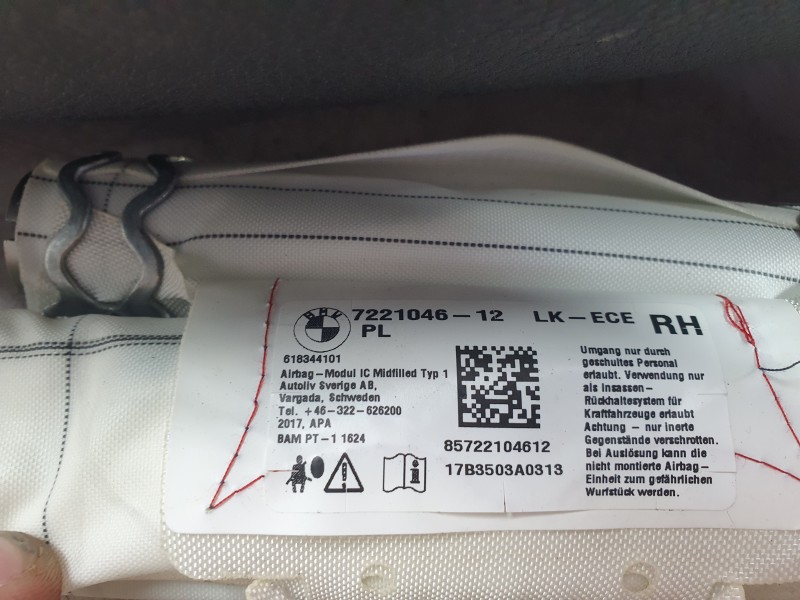 BMW
7221046-12 LK-ECE RH
PL
618344101
Airbag-Modul IC Midfilled Typ 1
Autoliv Sverige AB,
Vargada, Schweden
Tel. +46-322-626200
2017, APA
BAM PT-1 1624
85722104612
17B3503A0313
Umgang nur durch
geschultes Personal
erlaubt. Verwendung nur
als Insassen-
Rückhaltesystem für
Kraftfahrzeuge erlaubt
Achtung - nur inerte
Gegenstände verschrotten.
Bei Auslösung kann die
nicht montierte Airbag-
Einheit zum gefährlichen
Wurfstück werden.